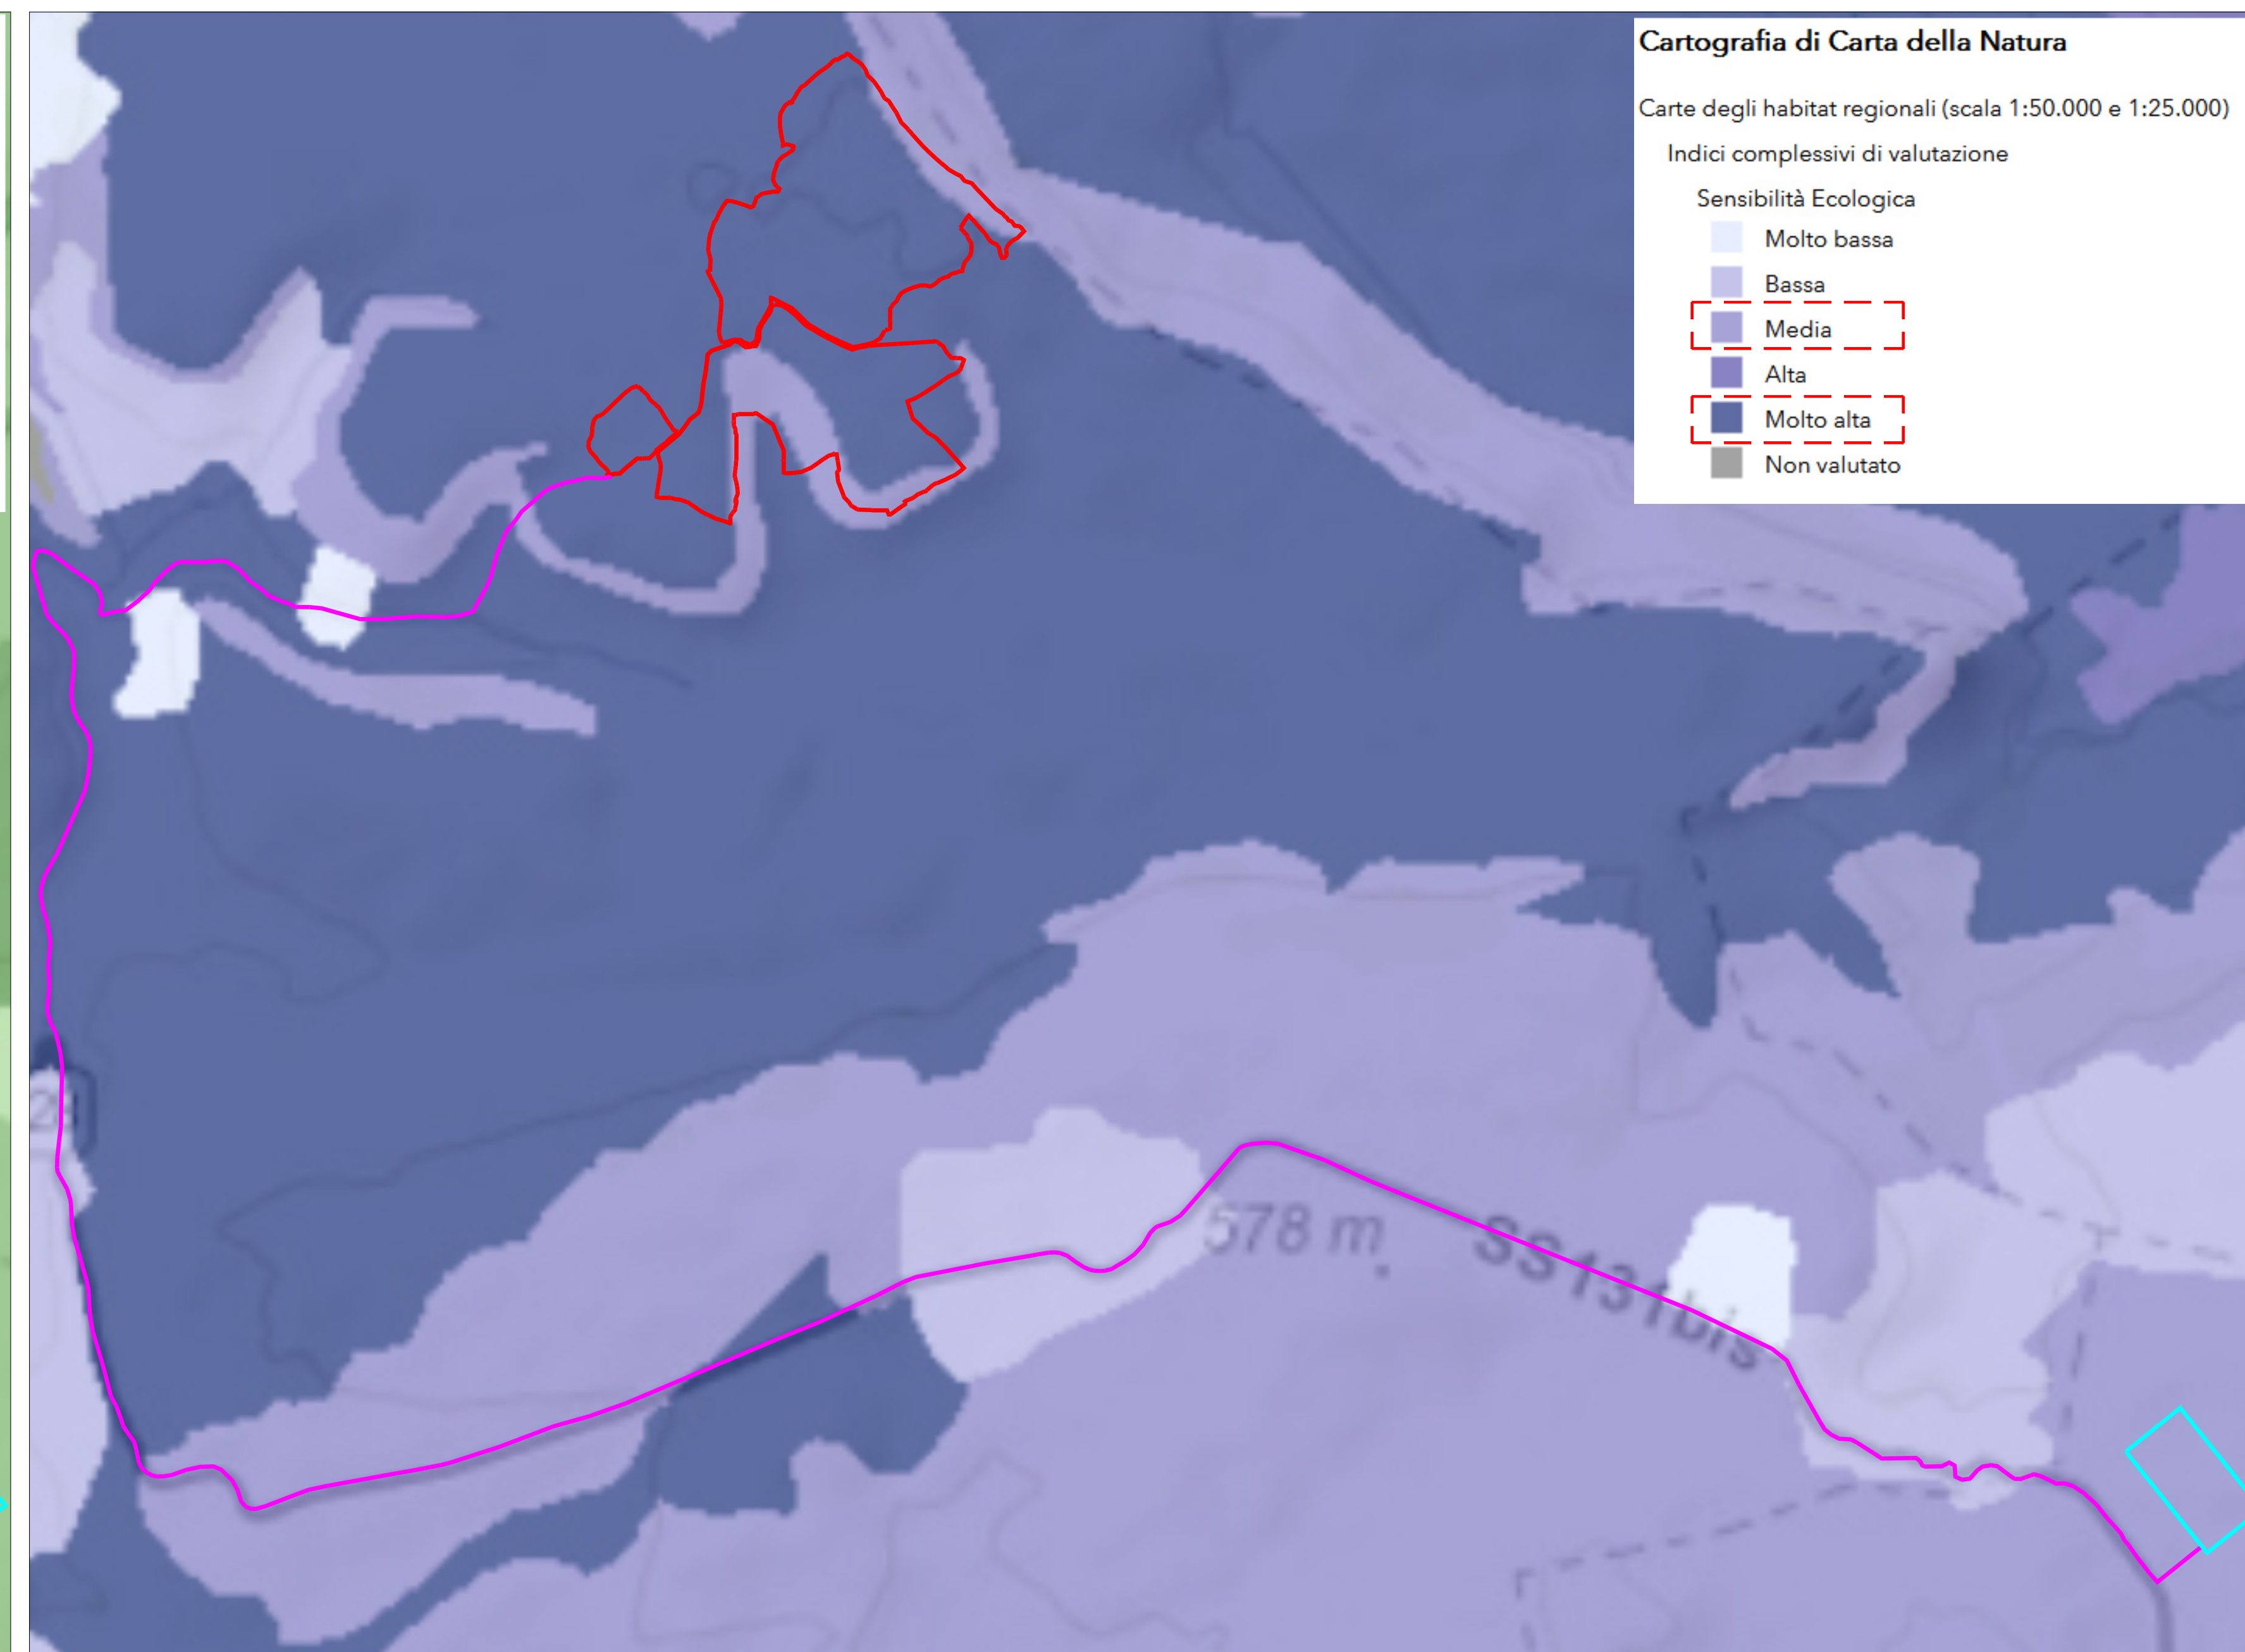 Cartografia di Carta della Natura
Carte degli habitat regionali (scala 1:50.000 e 1:25.000)
Indici complessivi di valutazione
Sensibilità Ecologica
Molto bassa
Bassa
Media
Alta
Molto alta
Non valutato
578 m
SS131bis